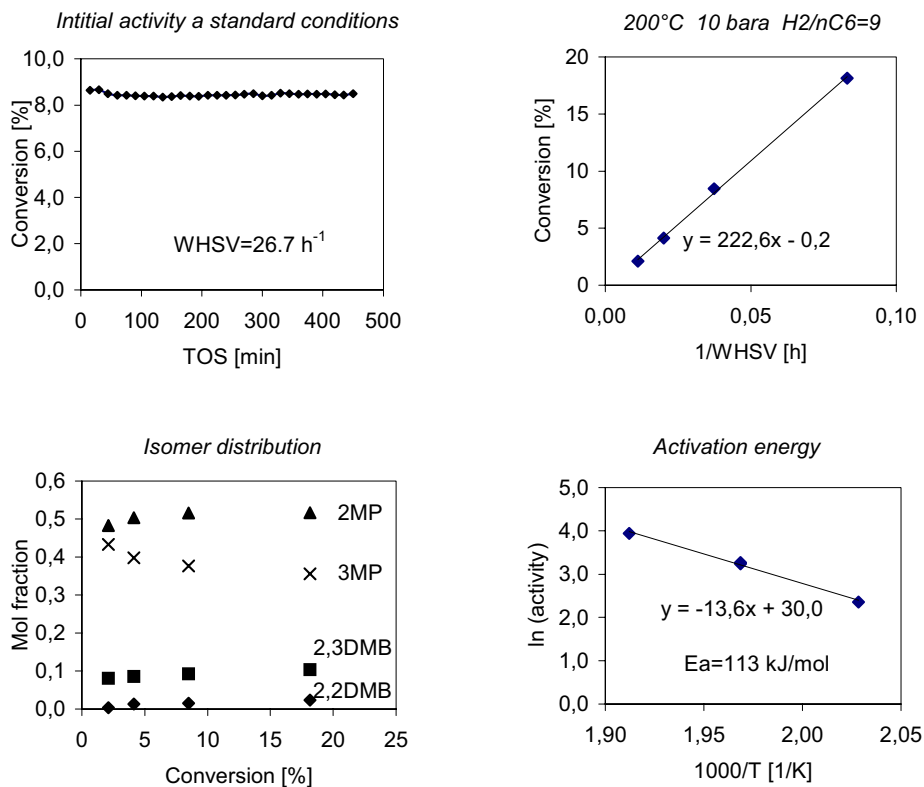 Intitial activity a standard conditions
10,0
8,0
6,0
4,0
2,0
0,0
Conversion [%]
WHSV=26.7 h⁻¹
0 100 200 300 400 500
TOS [min]
200°C 10 bara H2/nC6=9
20
15
10
5
0
Conversion [%]
y = 222,6x - 0,2
0,00 0,05 0,10
1/WHSV [h]
Isomer distribution
0,6
0,5
0,4
0,3
0,2
0,1
0,0
Mol fraction
2MP
3MP
2,3DMB
2,2DMB
0 5 10 15 20 25
Conversion [%]
Activation energy
5,0
4,0
3,0
2,0
1,0
0,0
ln (activity)
y = -13,6x + 30,0
Ea=113 kJ/mol
1,90 1,95 2,00 2,05
1000/T [1/K]